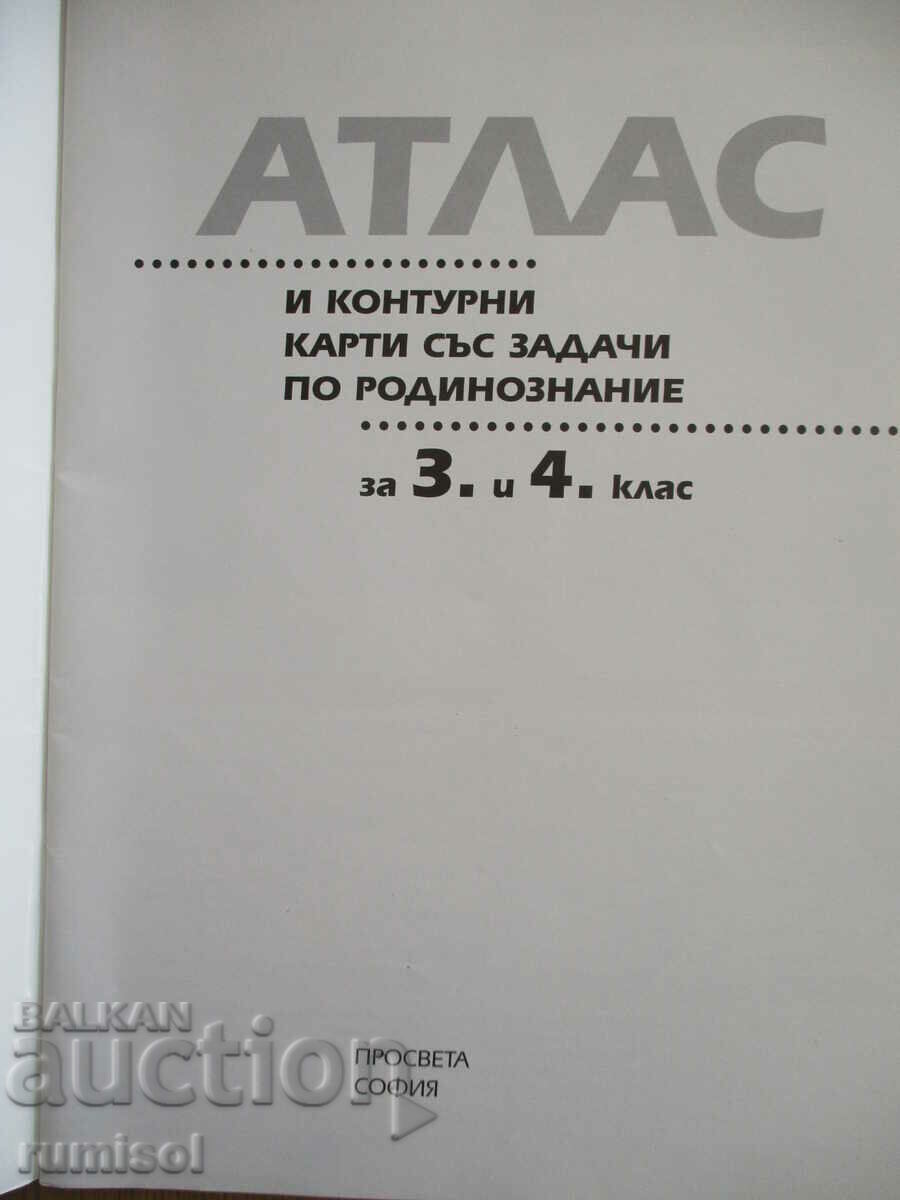 АТЛАС
И КОНТУРНИ
КАРТИ СЪС ЗАДАЧИ
ПО РОДИНОЗНАНИЕ
за 3. и 4. клас
ПРОСВЕТА
СОФИЯ
BALKAN
auction
rumisol